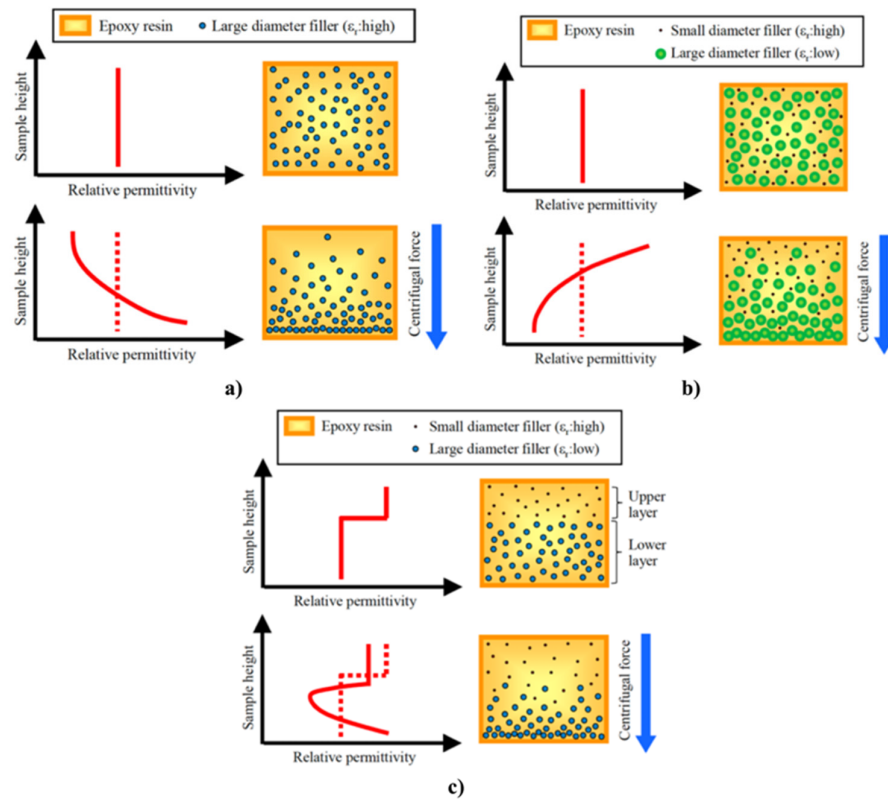 Epoxy resin Large diameter filler (εr:high)
Sample height
Relative permittivity
Sample height
Relative permittivity
Centrifugal force
a)
Epoxy resin Small diameter filler (εr:high)
Large diameter filler (εr:low)
Sample height
Relative permittivity
Sample height
Relative permittivity
Centrifugal force
b)
Epoxy resin Small diameter filler (εr:high)
Large diameter filler (εr:low)
Sample height
Relative permittivity
Upper
layer
Lower
layer
Sample height
Relative permittivity
Centrifugal force
c)